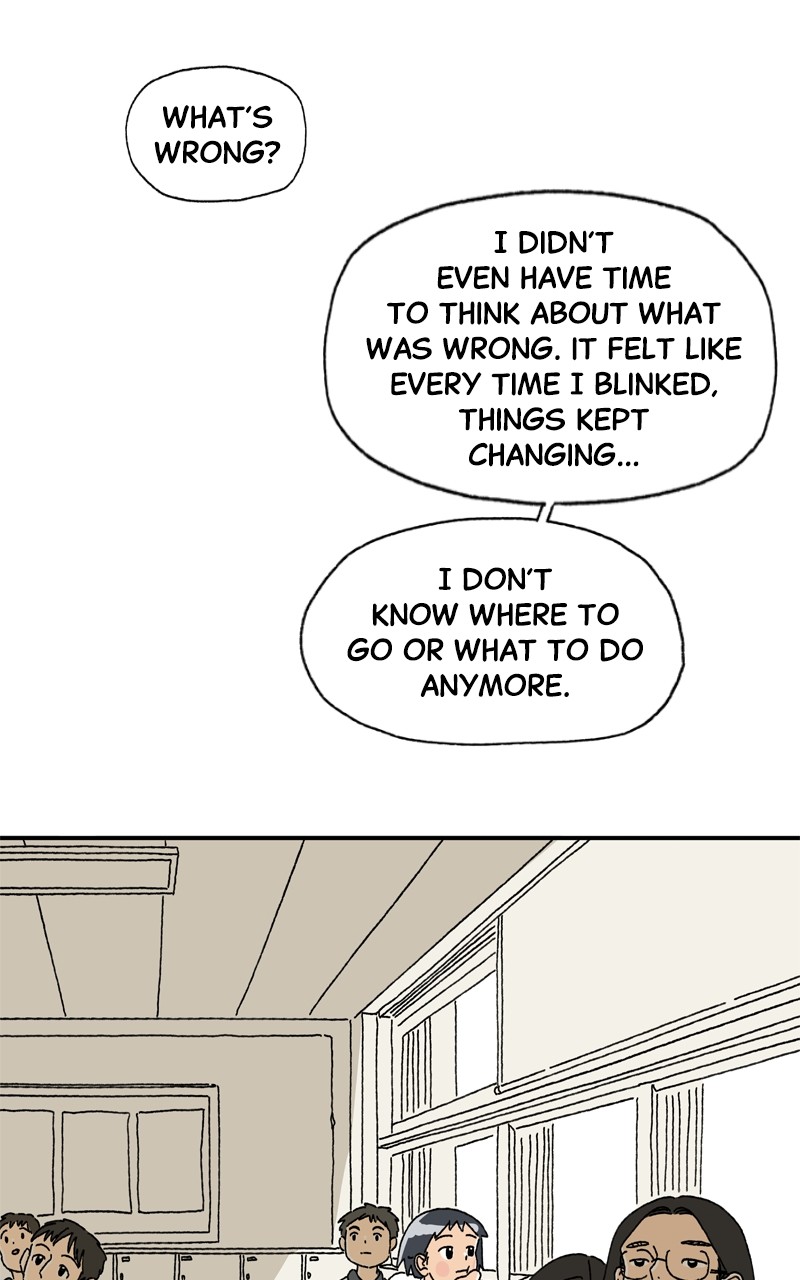 WHAT'S
WRONG?
I DIDN'T
EVEN HAVE TIME
TO THINK ABOUT WHAT
WAS WRONG. IT FELT LIKE
EVERY TIME I BLINKED,
THINGS KEPT
CHANGING...
I DON'T
KNOW WHERE TO
GO OR WHAT TO DO
ANYMORE.